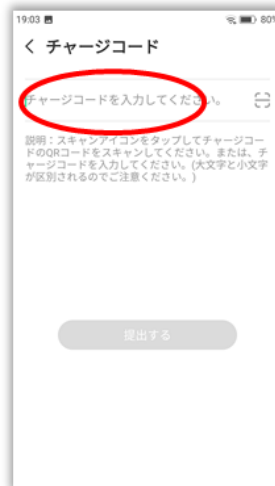 19:03 80%
チャージコード
チャージコードを入力してください。
説明：スキャンアイコンをタップしてチャージコー
ドのQRコードをスキャンしてください。または、チ
ャージコードを入力してください。(大文字と小文字
が区別されるのでご注意ください。)
提出する